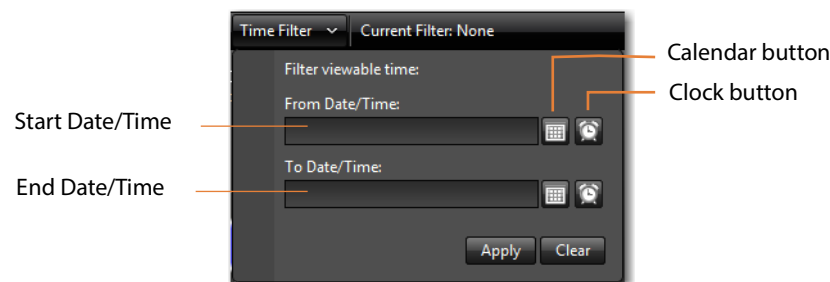 Time Filter Current Filter: None
Calendar button
Filter viewable time:
Clock button
From Date/Time:
Start Date/Time
To Date/Time:
End Date/Time
Apply Clear